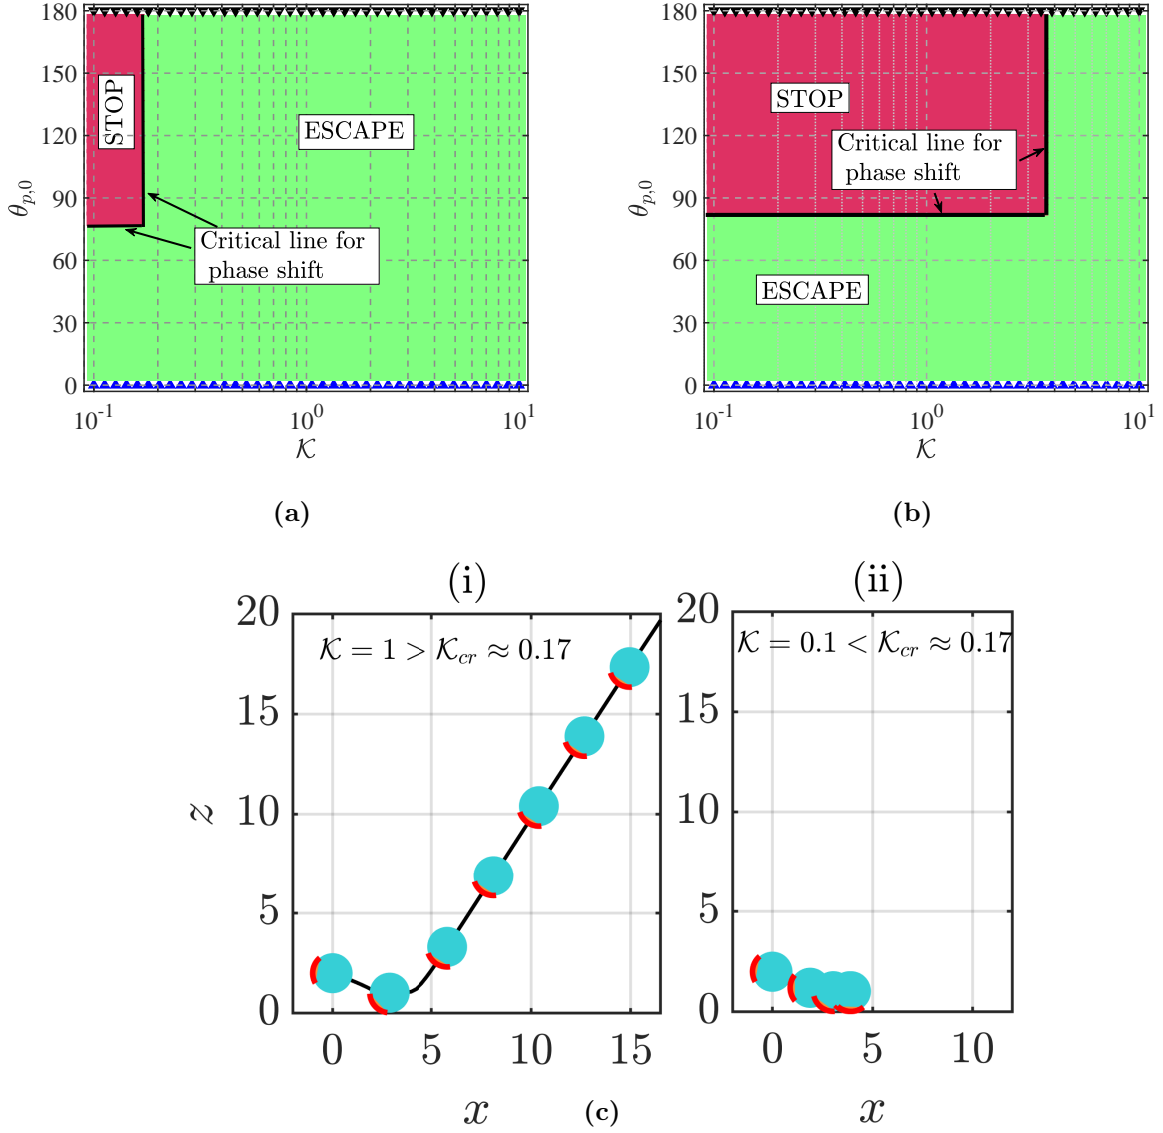 180
150
120
90
60
30
0
θp,0
STOP
ESCAPE
Critical line for
phase shift
10-1
100
101
𝒦
(a)
180
150
120
90
60
30
0
θp,0
STOP
Critical line for
phase shift
ESCAPE
10-1
100
101
𝒦
(b)
(i)
20
15
10
5
0
z
𝒦 = 1 > 𝒦cr ≈ 0.17
0 5 10 15
x
(ii)
20
15
10
5
0
𝒦 = 0.1 < 𝒦cr ≈ 0.17
0 5 10
x
(c)